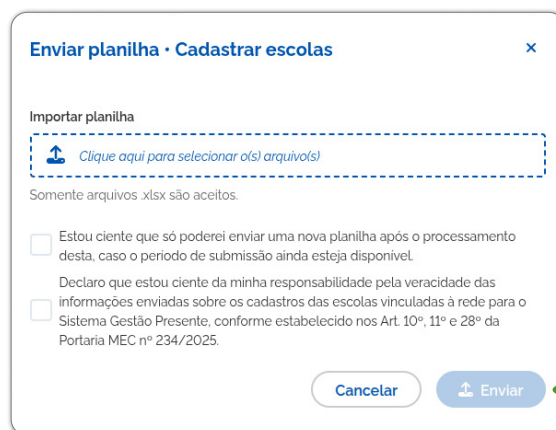 Enviar planilha • Cadastrar escolas
Importar planilha
Clique aqui para selecionar o(s) arquivo(s)
Somente arquivos .xlsx são aceitos.
Estou ciente que só poderei enviar uma nova planilha após o processamento
desta, caso o período de submissão ainda esteja disponível.
Declaro que estou ciente da minha responsabilidade pela veracidade das
informações enviadas sobre os cadastros das escolas vinculadas à rede para o
Sistema Gestão Presente, conforme estabelecido nos Art. 10º, 11º e 28º da
Portaria MEC nº 234/2025.
Cancelar
Enviar